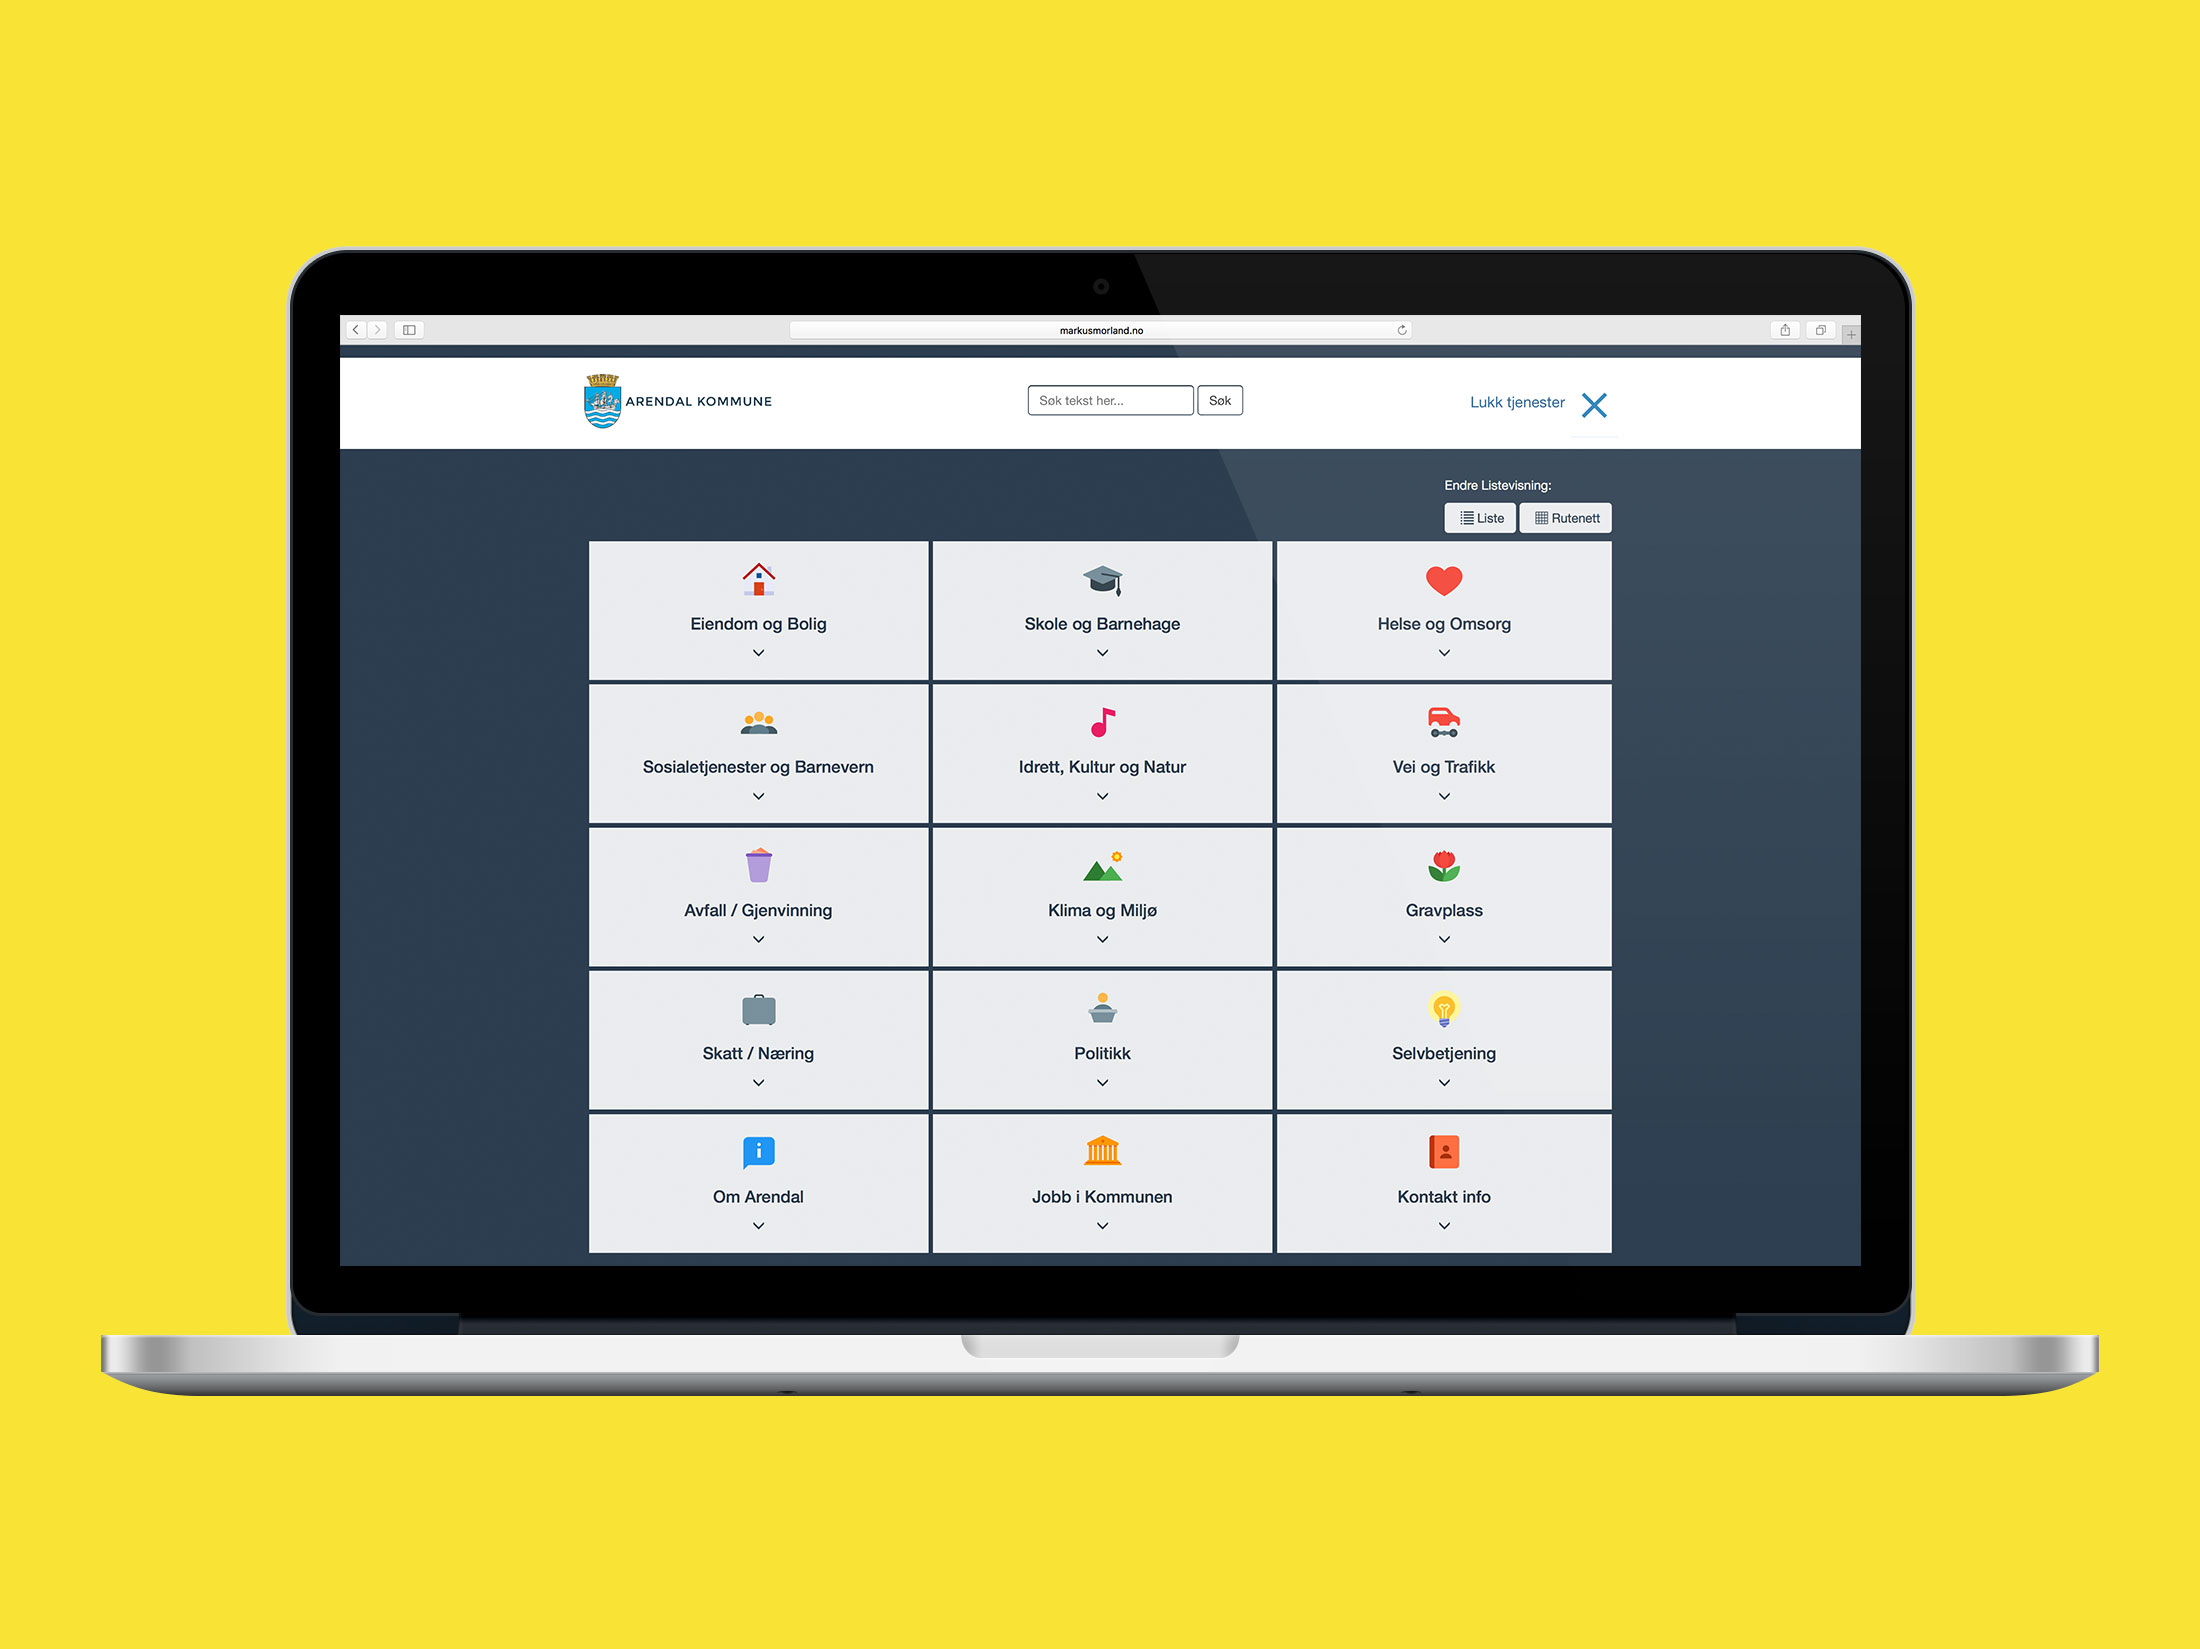 markusmorland.no
ARENDAL KOMMUNE
Søk tekst her...
Søk
Lukk tjenester
Endre Listevisning:
Liste
Rutenett
Eiendom og Bolig
Skole og Barnehage
Helse og Omsorg
Sosialetjenester og Barnevern
Idrett, Kultur og Natur
Vei og Trafikk
Avfall / Gjenvinning
Klima og Miljø
Gravplass
Skatt / Næring
Politikk
Selvbetjening
Om Arendal
Jobb i Kommunen
Kontakt info